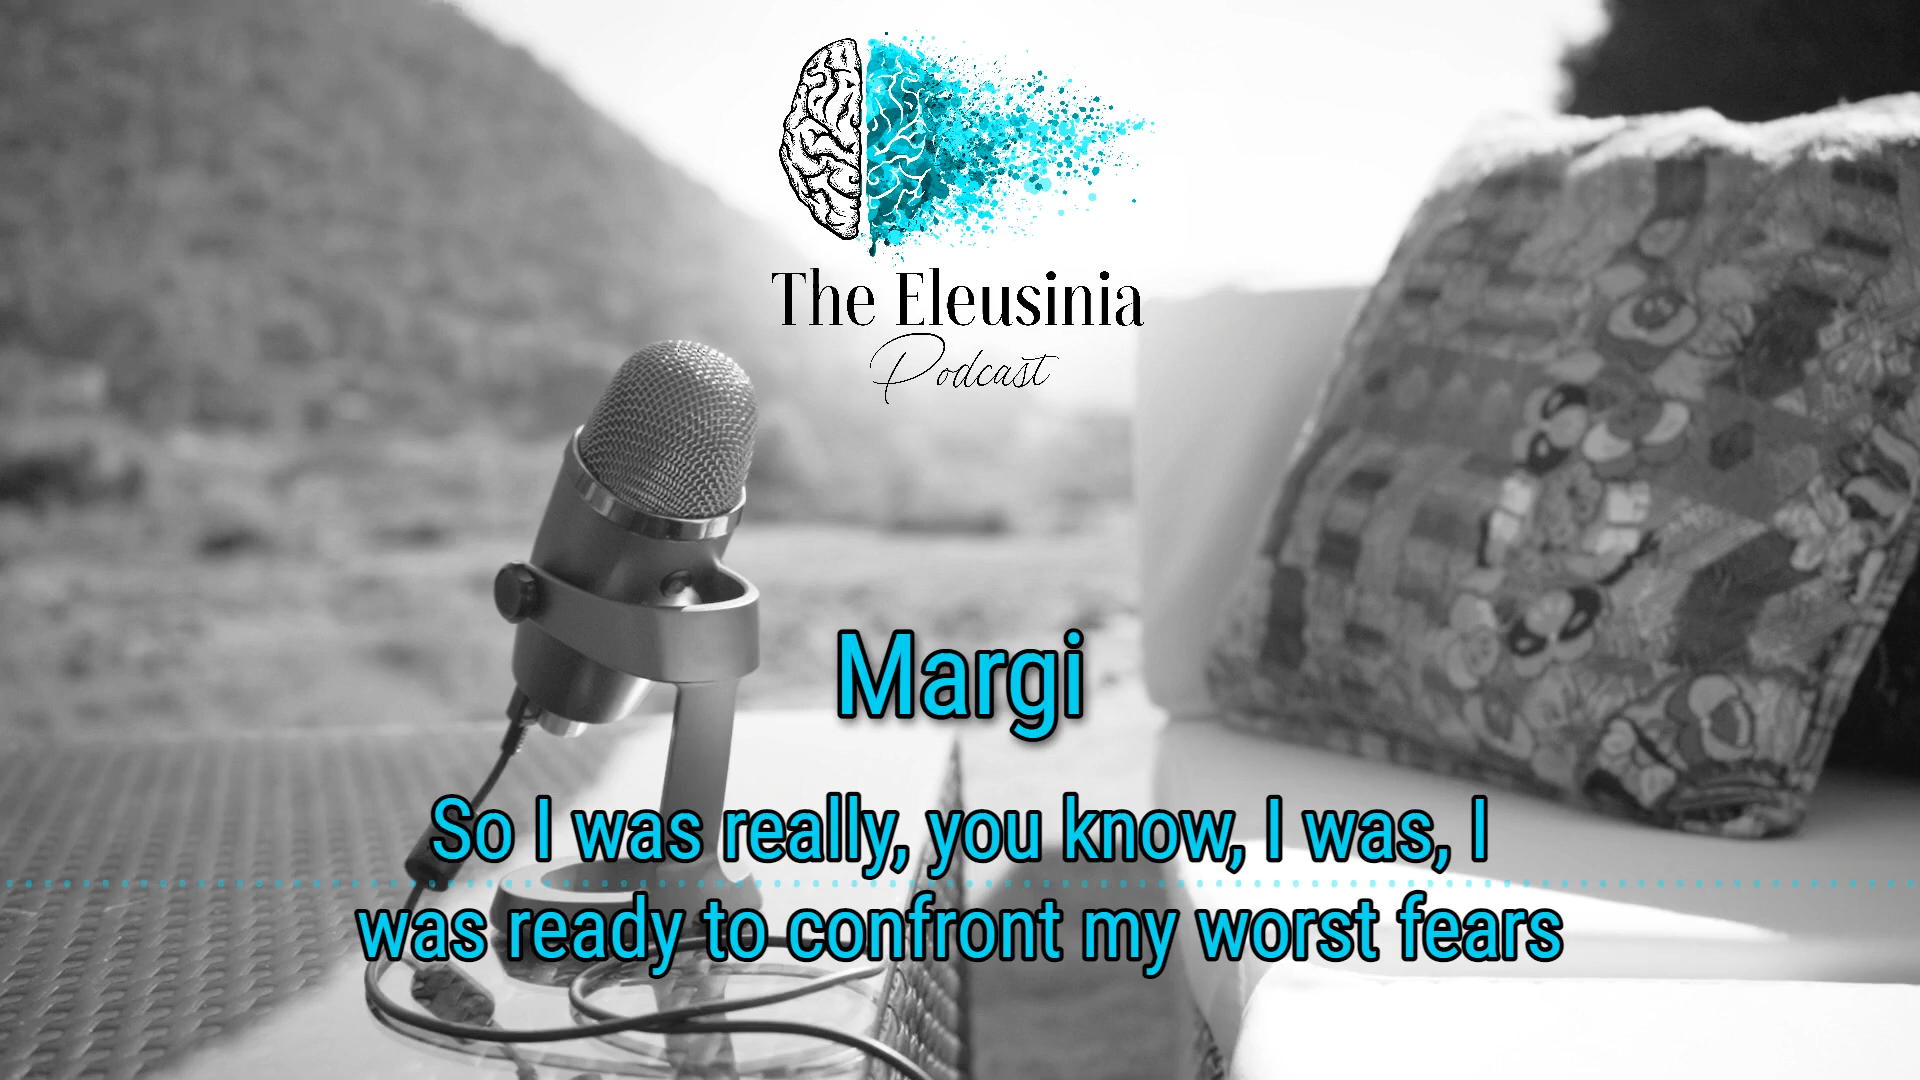 The Eleusinia
Podcast
Margi
So I was really, you know, I was, I
was ready to confront my worst fears